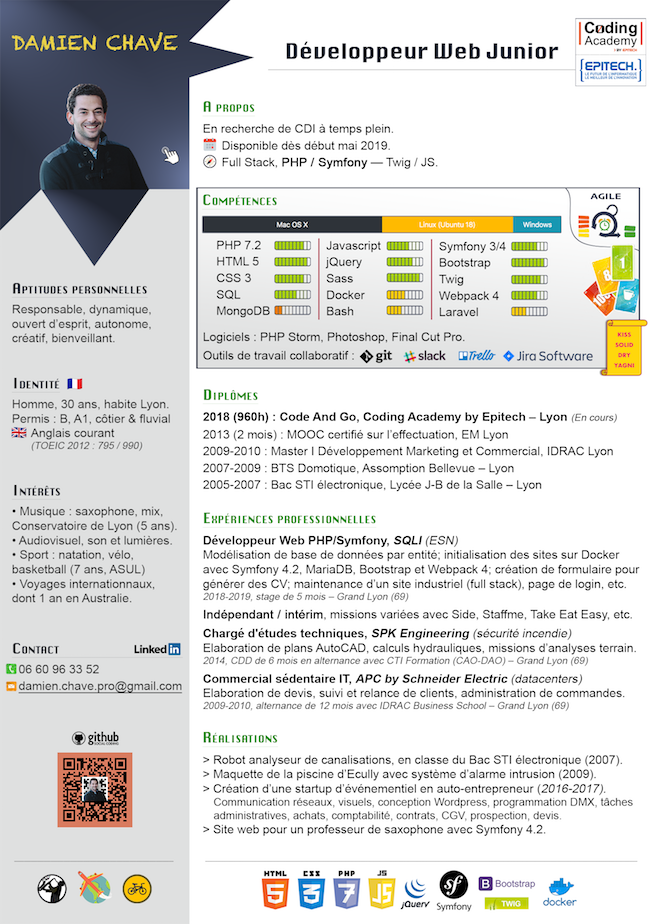 DAMIEN CHAVE
Développeur Web Junior
Coding
Academy
BY EPITECH
{EPITECH.}
LE FUTUR DE L'INFORMATIQUE
LE MEILLEUR DE L'INNOVATION
Aptitudes personnelles
Responsable, dynamique,
ouvert d'esprit, autonome,
créatif, bienveillant.
Identité
Homme, 30 ans, habite Lyon.
Permis : B, A1, côtier & fluvial
Anglais courant
(TOEIC 2012 : 795 / 990)
Intérêts
• Musique : saxophone, mix,
Conservatoire de Lyon (5 ans).
• Audiovisuel, son et lumières.
• Sport : natation, vélo,
basketball (7 ans, ASUL)
• Voyages internationnaux,
dont 1 an en Australie.
Contact
Linked in
06 60 96 33 52
damien.chave.pro@gmail.com
github
SOCIAL CODING
A propos
En recherche de CDI à temps plein.
Disponible dès début mai 2019.
Full Stack, PHP / Symfony — Twig / JS.
Compétences
AGILE
Mac OS X Linux (Ubuntu 18) Windows
PHP 7.2 Javascript Symfony 3/4
HTML 5 jQuery Bootstrap
CSS 3 Sass Twig
SQL Docker Webpack 4
MongoDB Bash Laravel
1
8
100
KISS
SOLID
DRY
YAGNI
Logiciels : PHP Storm, Photoshop, Final Cut Pro.
Outils de travail collaboratif : git slack Trello Jira Software
Diplômes
2018 (960h) : Code And Go, Coding Academy by Epitech – Lyon (En cours)
2013 (2 mois) : MOOC certifié sur l'effectuation, EM Lyon
2009-2010 : Master I Développement Marketing et Commercial, IDRAC Lyon
2007-2009 : BTS Domotique, Assomption Bellevue – Lyon
2005-2007 : Bac STI électronique, Lycée J-B de la Salle – Lyon
Expériences professionnelles
Développeur Web PHP/Symfony, SQLI (ESN)
Modélisation de base de données par entité; initialisation des sites sur Docker
avec Symfony 4.2, MariaDB, Bootstrap et Webpack 4; création de formulaire pour
générer des CV; maintenance d'un site industriel (full stack), page de login, etc.
2018-2019, stage de 5 mois – Grand Lyon (69)
Indépendant / intérim, missions variées avec Side, Staffme, Take Eat Easy, etc.
Chargé d'études techniques, SPK Engineering (sécurité incendie)
Elaboration de plans AutoCAD, calculs hydrauliques, missions d'analyses terrain.
2014, CDD de 6 mois en alternance avec CTI Formation (CAO-DAO) – Grand Lyon (69)
Commercial sédentaire IT, APC by Schneider Electric (datacenters)
Elaboration de devis, suivi et relance de clients, administration de commandes.
2009-2010, alternance de 12 mois avec IDRAC Business School – Grand Lyon (69)
Réalisations
> Robot analyseur de canalisations, en classe du Bac STI électronique (2007).
> Maquette de la piscine d'Ecully avec système d'alarme intrusion (2009).
> Création d'une startup d'événementiel en auto-entrepreneur (2016-2017).
Communication réseaux, visuels, conception Wordpress, programmation DMX, tâches
administratives, achats, comptabilité, contrats, CGV, prospection, devis.
> Site web pour un professeur de saxophone avec Symfony 4.2.
HTML 5 CSS 3 PHP 7 JS jQuery Sf Symfony B Bootstrap TWIG docker